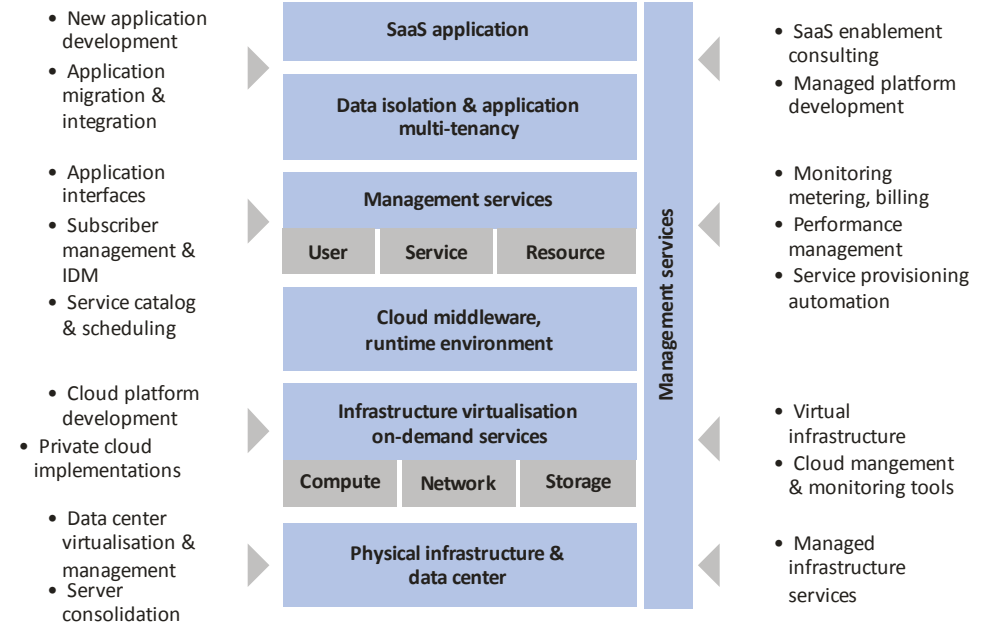 • New application
development
• Application
migration &
integration
• Application
interfaces
• Subscriber
management &
IDM
• Service catalog
& scheduling
• Cloud platform
development
• Private cloud
implementations
• Data center
virtualisation &
management
• Server
consolidation
SaaS application
Data isolation & application
multi-tenancy
Management services
User
Service
Resource
Cloud middleware,
runtime environment
Infrastructure virtualisation
on-demand services
Compute
Network
Storage
Physical infrastructure &
data center
Management services
• SaaS enablement
consulting
• Managed platform
development
• Monitoring
metering, billing
• Performance
management
• Service provisioning
automation
• Virtual
infrastructure
• Cloud mangement
& monitoring tools
• Managed
infrastructure
services